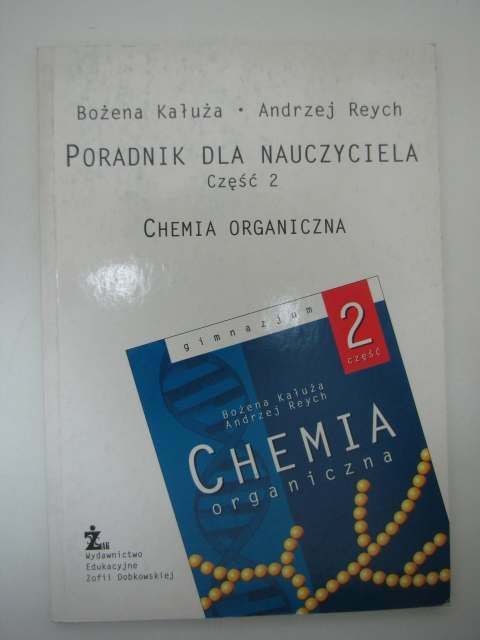 Bożena Kałuża • Andrzej Reych
PORADNIK DLA NAUCZYCIELA
Część 2
CHEMIA ORGANICZNA
gimnazjum
2
część
Bożena Kałuża
Andrzej Reych
CHEMIA
organiczna
Żak
Wydawnictwo
Edukacyjne
Zofii Dobkowskiej